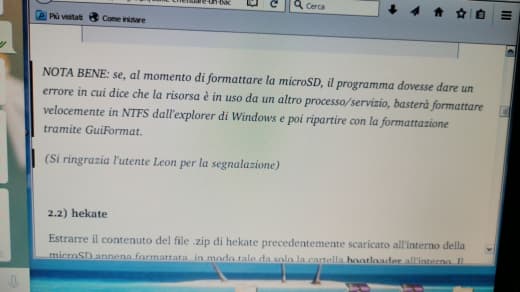 Cerca
Più visitati Come iniziare
NOTA BENE: se, al momento di formattare la microSD, il programma dovesse dare un
errore in cui dice che la risorsa è in uso da un altro processo/servizio, basterà formattare
velocemente in NTFS dall'explorer di Windows e poi ripartire con la formattazione
tramite GuiFormat.
(Si ringrazia l'utente Leon per la segnalazione)
2.2) hekate
Estrarre il contenuto del file .zip di hekate precedentemente scaricato all'interno della
microSD appena formattata, in modo tale da solo la cartella bootloader all'interno. Il